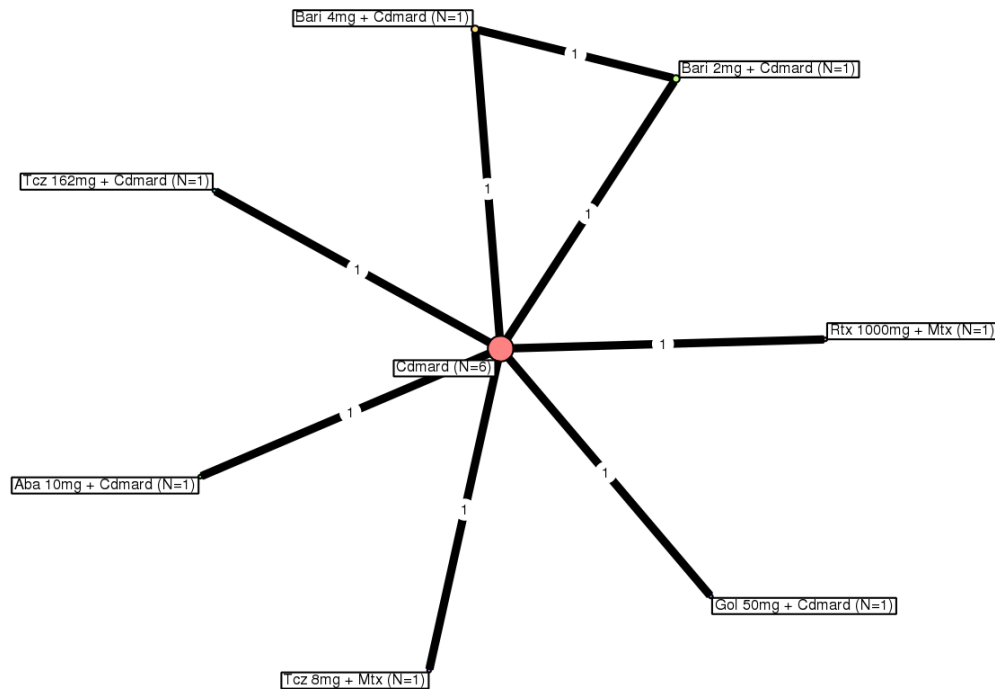 Bari 4mg + Cdmard (N=1)
1
Bari 2mg + Cdmard (N=1)
Tcz 162mg + Cdmard (N=1)
1
1
1
Rtx 1000mg + Mtx (N=1)
1
Cdmard (N=6)
1
Aba 10mg + Cdmard (N=1)
1
1
Gol 50mg + Cdmard (N=1)
Tcz 8mg + Mtx (N=1)